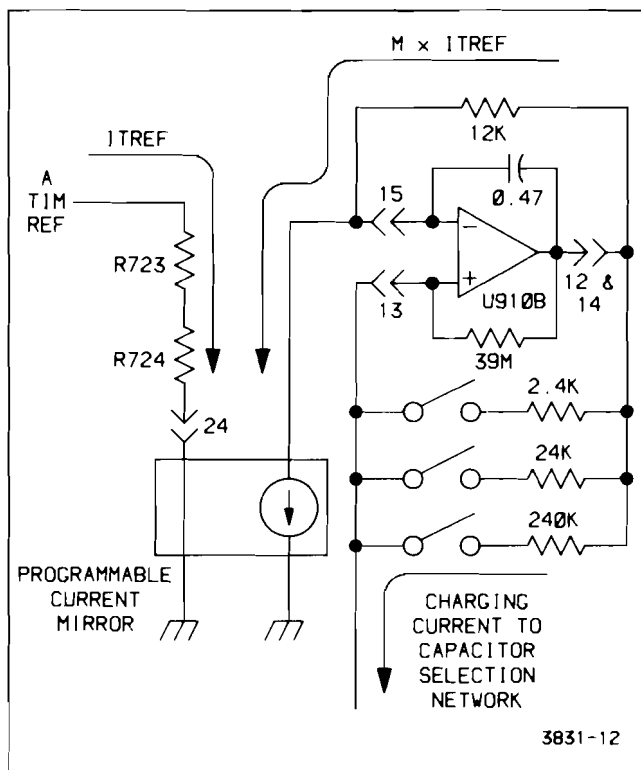 M x ITREF
ITREF
12K
A
TIM
REF
15
0.47
R723
-
+
U910B
12 &
14
13
39M
R724
24
2.4K
24K
240K
PROGRAMMABLE
CURRENT
MIRROR
CHARGING
CURRENT TO
CAPACITOR
SELECTION
NETWORK
3831-12